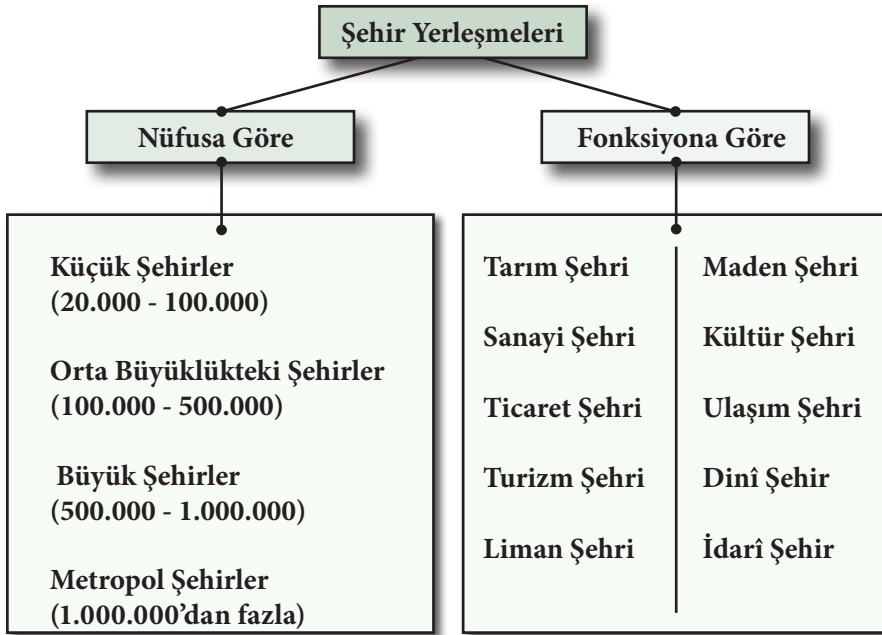 Şehir Yerleşmeleri
Nüfusa Göre
Küçük Şehirler
(20.000 - 100.000)
Orta Büyüklükteki Şehirler
(100.000 - 500.000)
Büyük Şehirler
(500.000 - 1.000.000)
Metropol Şehirler
(1.000.000’dan fazla)
Fonksiyona Göre
Tarım Şehri
Sanayi Şehri
Ticaret Şehri
Turizm Şehri
Liman Şehri
Maden Şehri
Kültür Şehri
Ulaşım Şehri
Dinî Şehir
İdarî Şehir